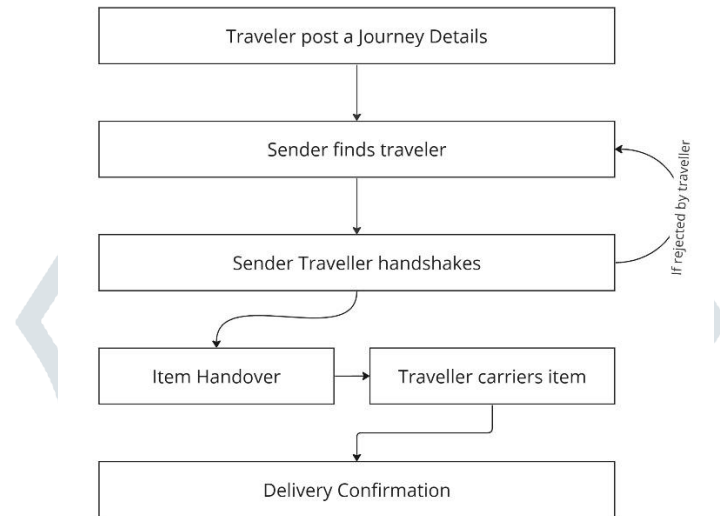 Traveler post a Journey Details
Sender finds traveler
If rejected by traveller
Sender Traveller handshakes
Item Handover
Traveller carriers item
Delivery Confirmation